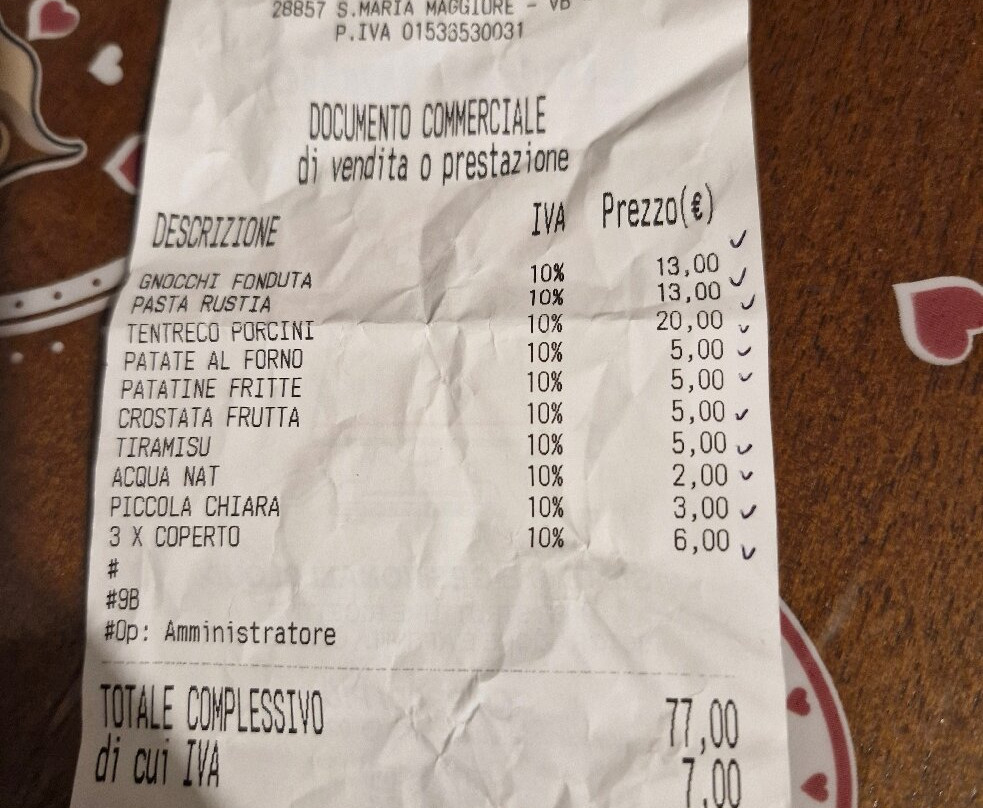 28857 S.MARIA MAGGIORE - VB
P.IVA 01536530031
DOCUMENTO COMMERCIALE
di vendita o prestazione
DESCRIZIONE IVA Prezzo(€)
GNOCCHI FONDUTA 10% 13,00
PASTA RUSTIA 10% 13,00
TENTRECO PORCINI 10% 20,00
PATATE AL FORNO 10% 5,00
PATATINE FRITTE 10% 5,00
CROSTATA FRUTTA 10% 5,00
TIRAMISU 10% 5,00
ACQUA NAT 10% 2,00
PICCOLA CHIARA 10% 3,00
3 X COPERTO 10% 6,00
#
#9B
#Op: Amministratore
TOTALE COMPLESSIVO 77,00
di cui IVA 7,00